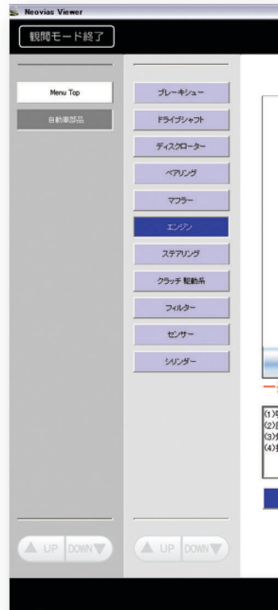 Neovias Viewer
観閲モード終了
Menu Top
自動車部品
ブレーキシュー
ドライブシャフト
ディスクローター
ベアリング
マフラー
エンジン
ステアリング
クラッチ 駆動系
フィルター
センサー
シリンダー
(1)
(2)
(3)
(4)
▲ UP DOWN▼
▲ UP DOWN▼